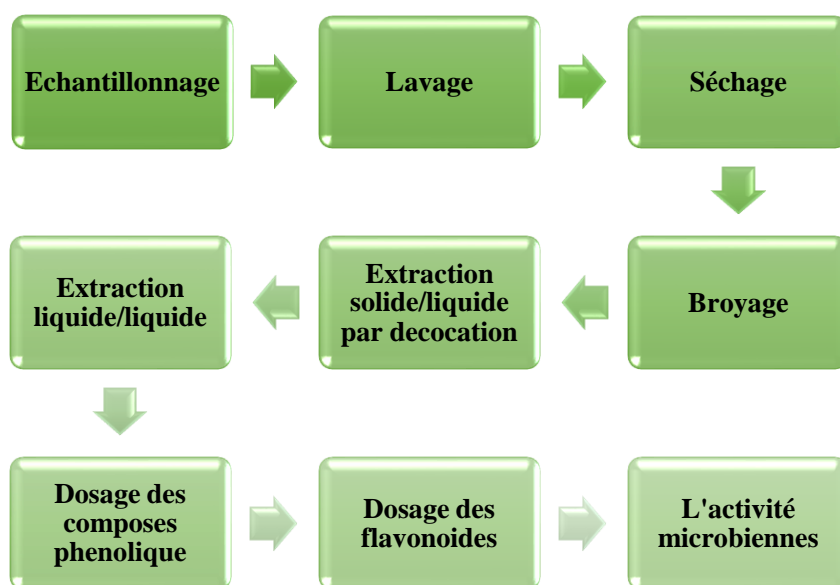 Echantillonnage
Lavage
Séchage
Broyage
Extraction
solide/liquide
par decocation
Extraction
liquide/liquide
Dosage des
composes
phenolique
Dosage des
flavonoides
L'activité
microbiennes